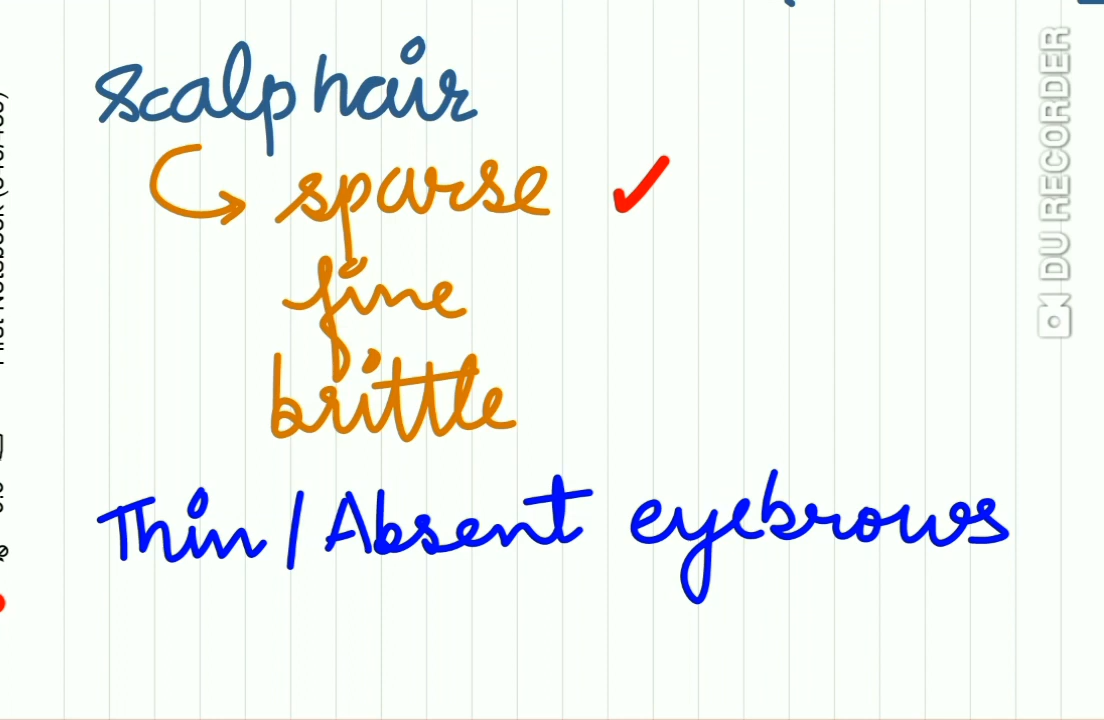 Scalp hair
↳ sparse ✓
fine
brittle
Thin / Absent eyebrows
DU RECORDER